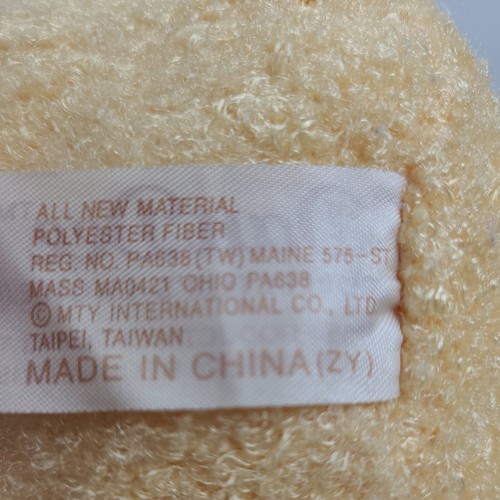 ALL NEW MATERIAL
POLYESTER FIBER
REG. NO. PA638 (TW) MAINE 575-ST
MASS MA0421 OHIO PA638
©MTY INTERNATIONAL CO., LTD.
TAIPEI, TAIWAN
MADE IN CHINA(ZY)